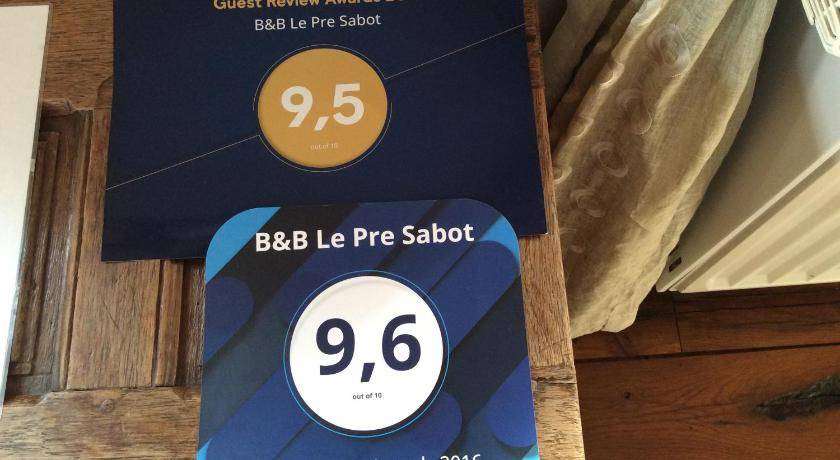 Guest Review Awards
B&B Le Pre Sabot
9,5
out of 10
B&B Le Pre Sabot
9,6
out of 10
2016